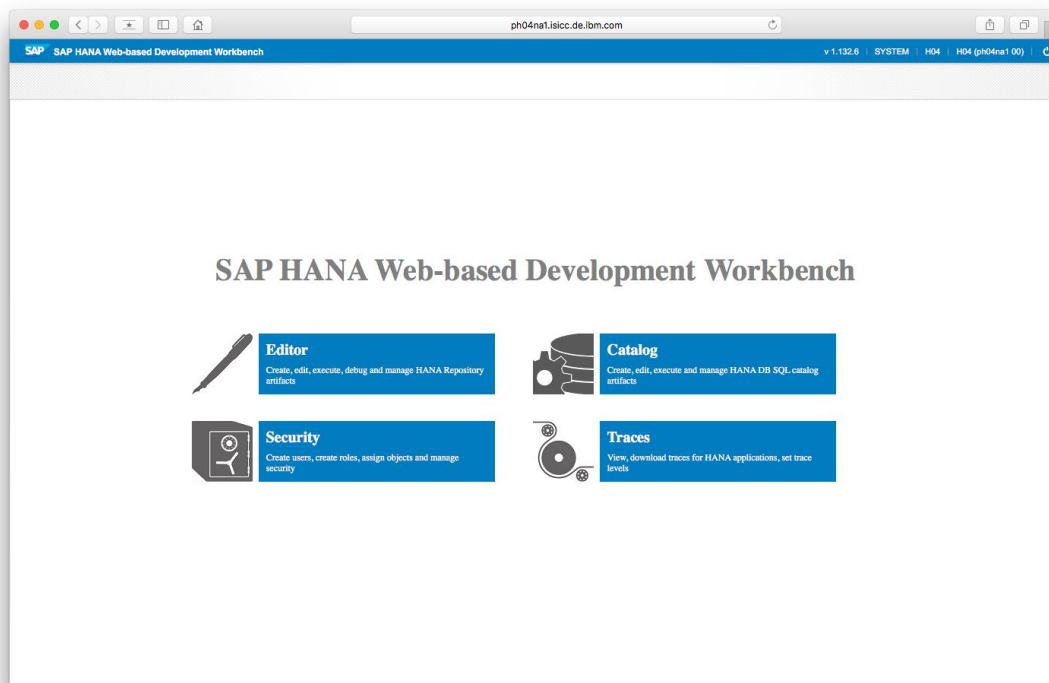 ph04na1.isicc.de.ibm.com
SAP SAP HANA Web-based Development Workbench
v 1.132.6 | SYSTEM | H04 | H04 (ph04na1 00) |
SAP HANA Web-based Development Workbench
Editor
Create, edit, execute, debug and manage HANA Repository
artifacts
Catalog
Create, edit, execute and manage HANA DB SQL catalog
artifacts
Security
Create users, create roles, assign objects and manage
security
Traces
View, download traces for HANA applications, set trace
levels